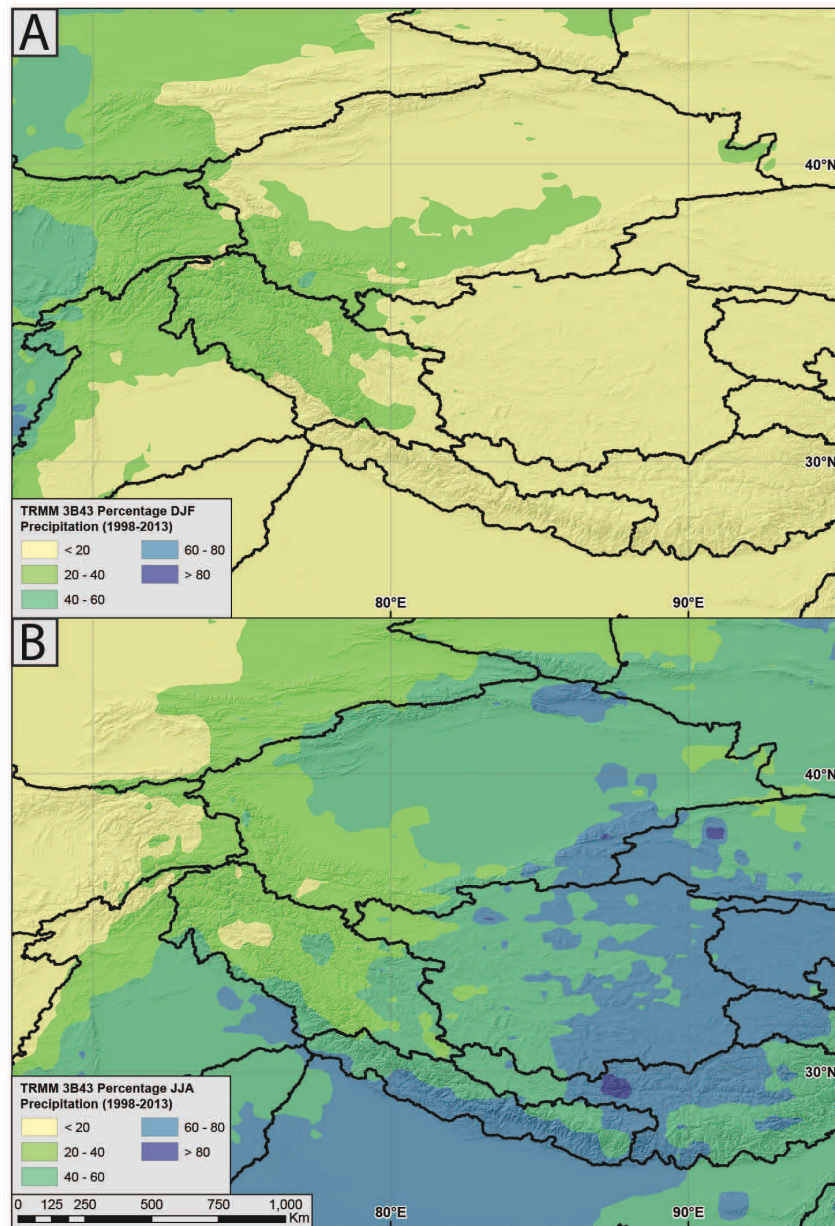 A
40°N
30°N
TRMM 3B43 Percentage DJF
Precipitation (1998-2013)
< 20
60 - 80
20 - 40
> 80
40 - 60
80°E
90°E
B
40°N
30°N
TRMM 3B43 Percentage JJA
Precipitation (1998-2013)
< 20
60 - 80
20 - 40
> 80
40 - 60
0 125 250 500 750 1,000
Km
80°E
90°E